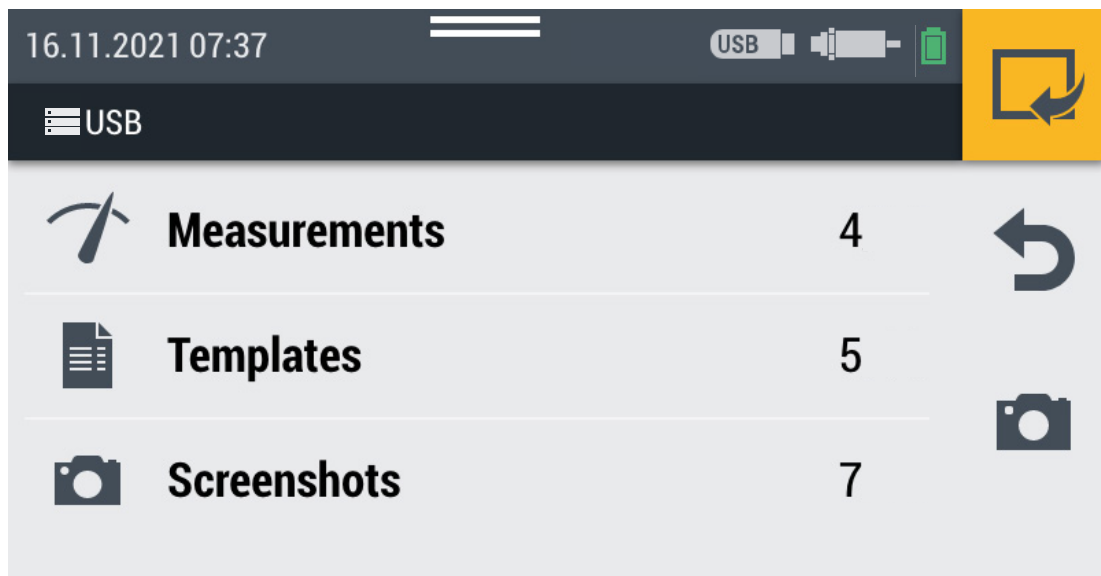 16.11.2021 07:37 USB
USB
Measurements 4
Templates 5
Screenshots 7